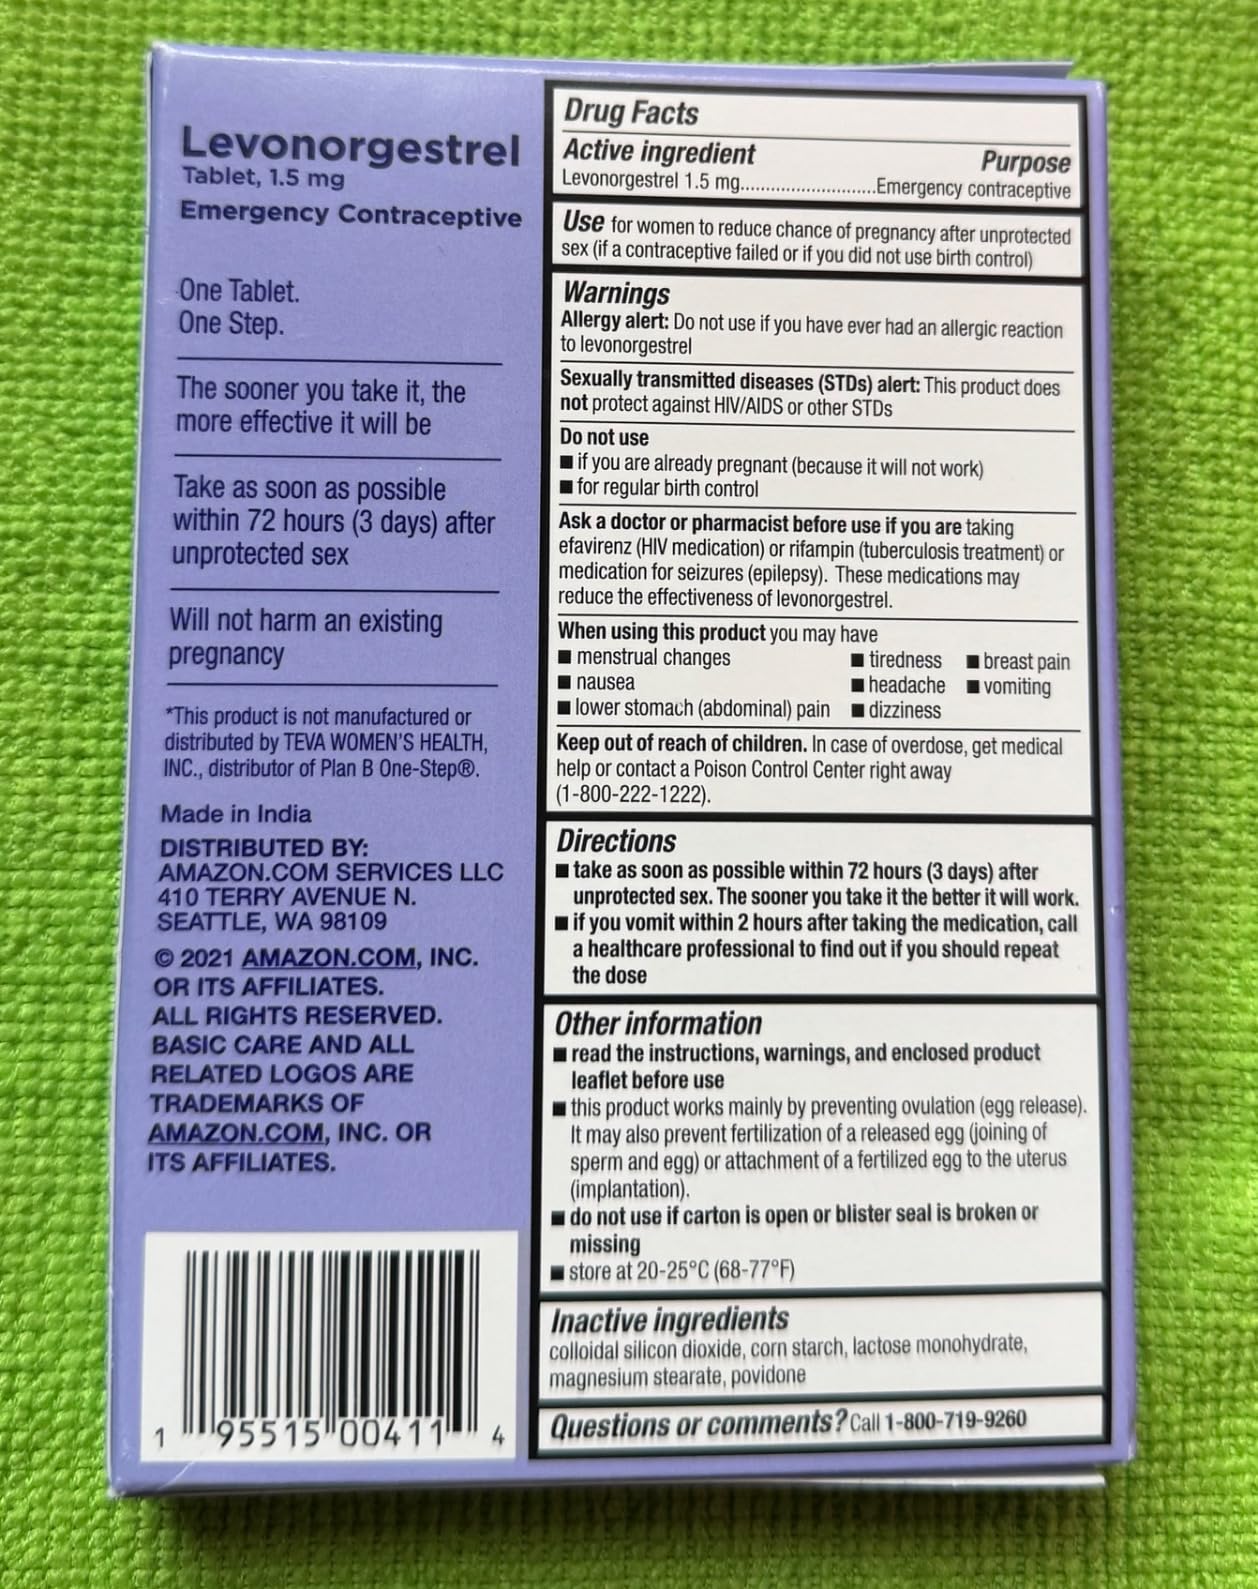 Levonorgestrel
Tablet, 1.5 mg
Emergency Contraceptive
One Tablet.
One Step.
The sooner you take it, the
more effective it will be
Take as soon as possible
within 72 hours (3 days) after
unprotected sex
Will not harm an existing
pregnancy
*This product is not manufactured or
distributed by TEVA WOMEN'S HEALTH,
INC., distributor of Plan B One-Step®.
Made in India
DISTRIBUTED BY:
AMAZON.COM SERVICES LLC
410 TERRY AVENUE N.
SEATTLE, WA 98109
© 2021 AMAZON.COM, INC.
OR ITS AFFILIATES.
ALL RIGHTS RESERVED.
BASIC CARE AND ALL
RELATED LOGOS ARE
TRADEMARKS OF
AMAZON.COM, INC. OR
ITS AFFILIATES.
1 95515 00411 4
Drug Facts
Active ingredient Purpose
Levonorgestrel 1.5 mg............................Emergency contraceptive
Use for women to reduce chance of pregnancy after unprotected
sex (if a contraceptive failed or if you did not use birth control)
Warnings
Allergy alert: Do not use if you have ever had an allergic reaction
to levonorgestrel
Sexually transmitted diseases (STDs) alert: This product does
not protect against HIV/AIDS or other STDs
Do not use
■ if you are already pregnant (because it will not work)
■ for regular birth control
Ask a doctor or pharmacist before use if you are taking
efavirenz (HIV medication) or rifampin (tuberculosis treatment) or
medication for seizures (epilepsy). These medications may
reduce the effectiveness of levonorgestrel.
When using this product you may have
■ menstrual changes ■ tiredness ■ breast pain
■ nausea ■ headache ■ vomiting
■ lower stomach (abdominal) pain ■ dizziness
Keep out of reach of children. In case of overdose, get medical
help or contact a Poison Control Center right away
(1-800-222-1222).
Directions
■ take as soon as possible within 72 hours (3 days) after
unprotected sex. The sooner you take it the better it will work.
■ if you vomit within 2 hours after taking the medication, call
a healthcare professional to find out if you should repeat
the dose
Other information
■ read the instructions, warnings, and enclosed product
leaflet before use
■ this product works mainly by preventing ovulation (egg release).
It may also prevent fertilization of a released egg (joining of
sperm and egg) or attachment of a fertilized egg to the uterus
(implantation).
■ do not use if carton is open or blister seal is broken or
missing
■ store at 20-25°C (68-77°F)
Inactive ingredients
colloidal silicon dioxide, corn starch, lactose monohydrate,
magnesium stearate, povidone
Questions or comments? Call 1-800-719-9260